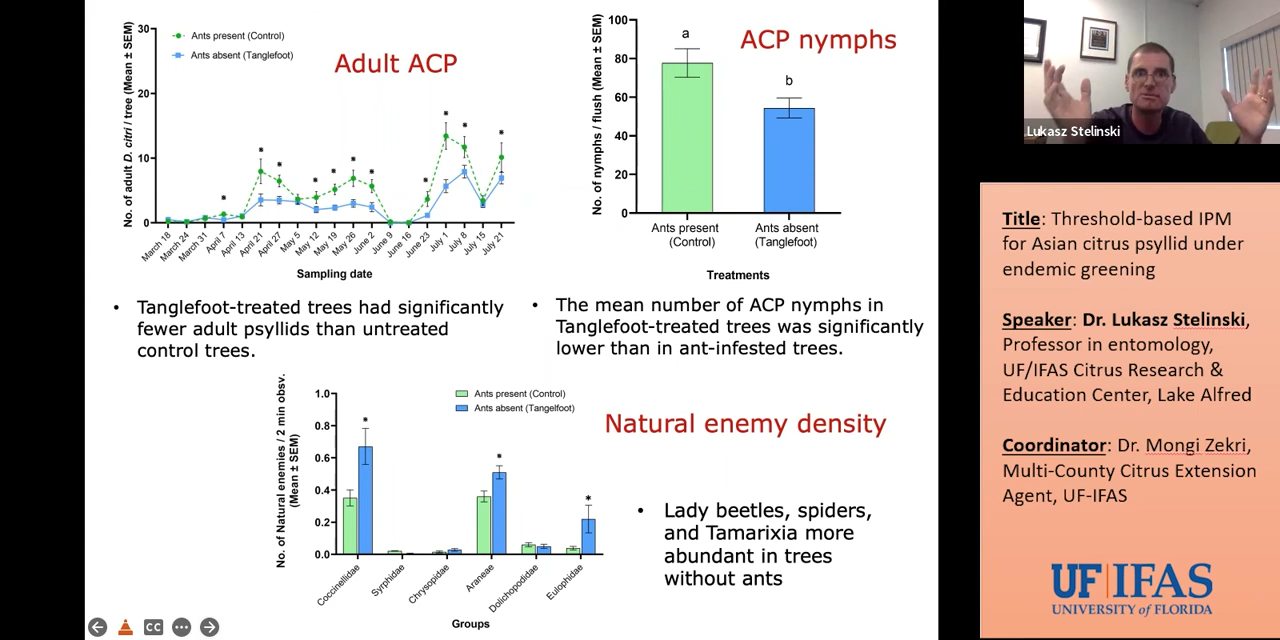 No. of adult D. citri / tree (Mean ± SEM)
30
20
10
0
Ants present (Control)
Ants absent (Tanglefoot)
Adult ACP
* * * * * * * * * * * *
March 18
March 24
March 31
April 7
April 13
April 21
April 27
May 5
May 12
May 19
May 26
June 2
June 9
June 16
June 23
July 1
July 8
July 15
July 21
Sampling date
No. of nymphs / flush (Mean ± SEM)
100
80
60
40
20
0
a
b
ACP nymphs
Ants present
(Control)
Ants absent
(Tanglefoot)
Treatments
• Tanglefoot-treated trees had significantly
fewer adult psyllids than untreated
control trees.
• The mean number of ACP nymphs in
Tanglefoot-treated trees was significantly
lower than in ant-infested trees.
No. of Natural enemies / 2 min obsv.
(Mean ± SEM)
1.0
0.8
0.6
0.4
0.2
0.0
Ants present (Control)
Ants absent (Tangelfoot)
* * *
Coccinellidae
Syrphidae
Chrysopidae
Araneae
Dolichopodidae
Eulophidae
Groups
Natural enemy density
• Lady beetles, spiders,
and Tamarixia more
abundant in trees
without ants
CC
Lukasz Stelinski
Title: Threshold-based IPM
for Asian citrus psyllid under
endemic greening
Speaker: Dr. Lukasz Stelinski,
Professor in entomology,
UF/IFAS Citrus Research &
Education Center, Lake Alfred
Coordinator: Dr. Mongi Zekri,
Multi-County Citrus Extension
Agent, UF-IFAS
UF|IFAS
UNIVERSITY of FLORIDA